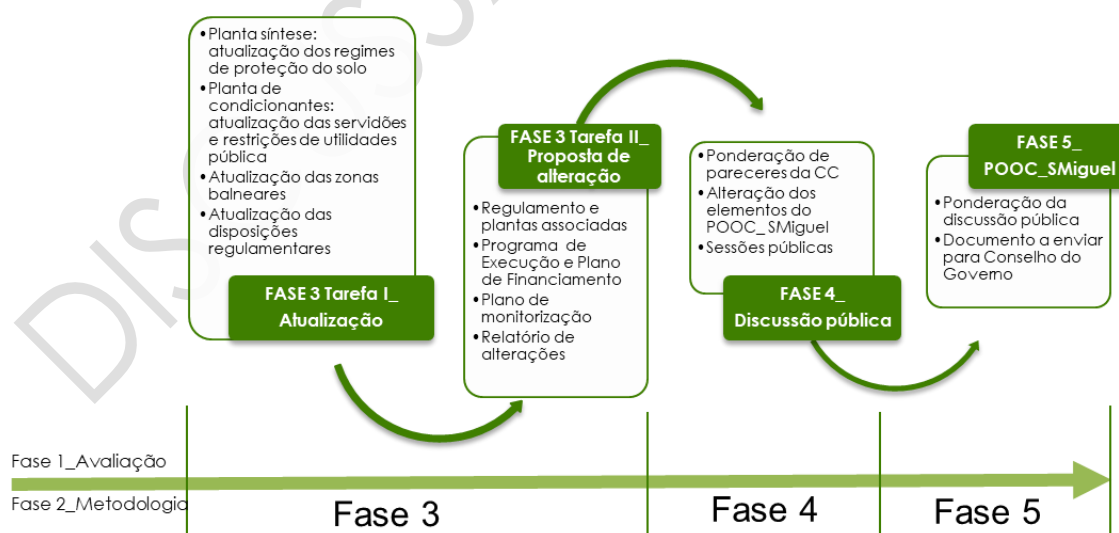 •Planta síntese:
atualização dos regimes
de proteção do solo
•Planta de
condicionantes:
atualização das servidões
e restrições de utilidades
pública
•Atualização das zonas
balneares
•Atualização das
disposições
regulamentares
FASE 3 Tarefa I_
Atualização
FASE 3 Tarefa II_
Proposta de
alteração
•Regulamento e
plantas associadas
•Programa de
Execução e Plano
de Financiamento
•Plano de
monitorização
•Relatório de
alterações
•Ponderação de
pareceres da CC
•Alteração dos
elementos do
POOC_SMiguel
•Sessões públicas
FASE 4_
Discussão pública
FASE 5_
POOC_SMiguel
•Ponderação da
discussão pública
•Documento a enviar
para Conselho do
Governo
Fase 1_Avaliação
Fase 2_Metodologia
Fase 3
Fase 4
Fase 5